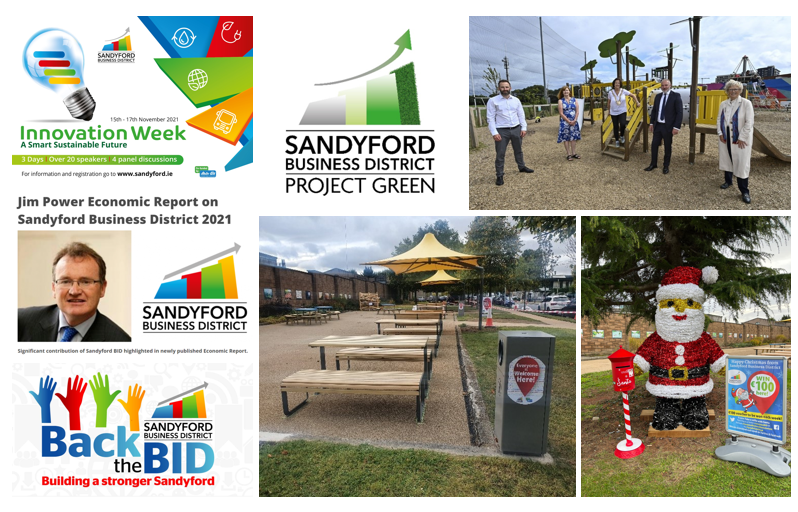 SANDYFORD
BUSINESS DISTRICT
15th - 17th November 2021
Innovation Week
A Smart Sustainable Future
3 Days | Over 20 speakers | 4 panel discussions
For information and registration go to www.sandyford.ie
SANDYFORD
BUSINESS DISTRICT
PROJECT GREEN
Jim Power Economic Report on
Sandyford Business District 2021
SANDYFORD
BUSINESS DISTRICT
Significant contribution of Sandyford BID highlighted in newly published Economic Report.
SANDYFORD
BUSINESS DISTRICT
Back
the BID
Building a stronger Sandyford
Everyone
Welcome
Here!
Santa
Happy Christmas from
Sandyford Business District
WIN
€100
here!